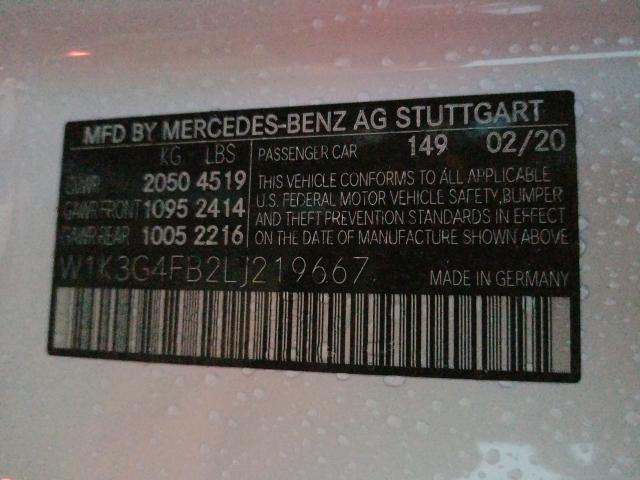 MFD BY MERCEDES-BENZ AG STUTTGART
KG LBS
GVWR 2050 4519
GAWR FRONT 1095 2414
GAWR REAR 1005 2216
PASSENGER CAR 149 02/20
THIS VEHICLE CONFORMS TO ALL APPLICABLE
U.S. FEDERAL MOTOR VEHICLE SAFETY, BUMPER
AND THEFT PREVENTION STANDARDS IN EFFECT
ON THE DATE OF MANUFACTURE SHOWN ABOVE
W1K3G4FB2LJ219667
MADE IN GERMANY